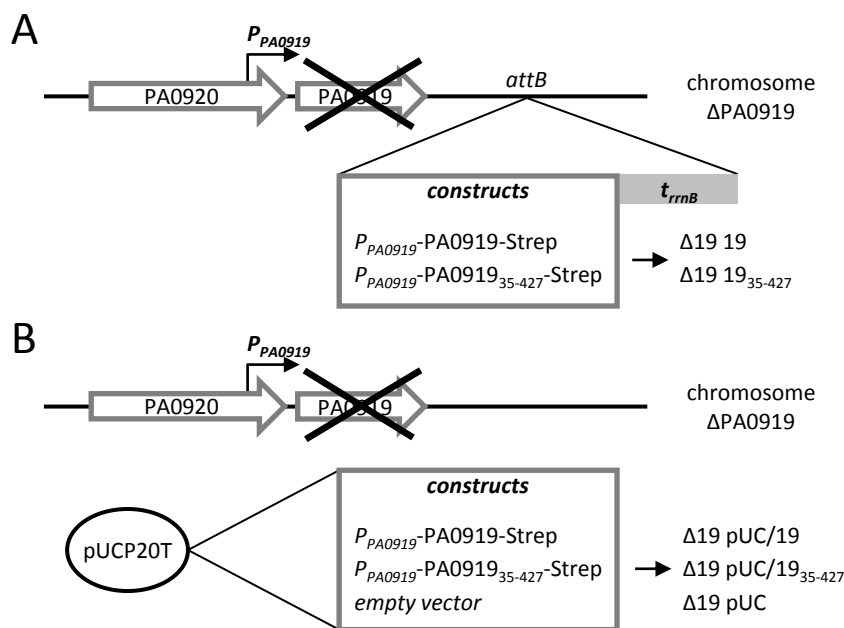 A
P_PA0919
PA0920
PA0919
attB
chromosome
ΔPA0919
constructs
t_rrnB
P_PA0919-PA0919-Strep
Δ19 19
P_PA0919-PA0919_35-427-Strep
Δ19 19_35-427
B
P_PA0919
PA0920
PA0919
chromosome
ΔPA0919
constructs
pUCP20T
P_PA0919-PA0919-Strep
Δ19 pUC/19
P_PA0919-PA0919_35-427-Strep
Δ19 pUC/19_35-427
empty vector
Δ19 pUC